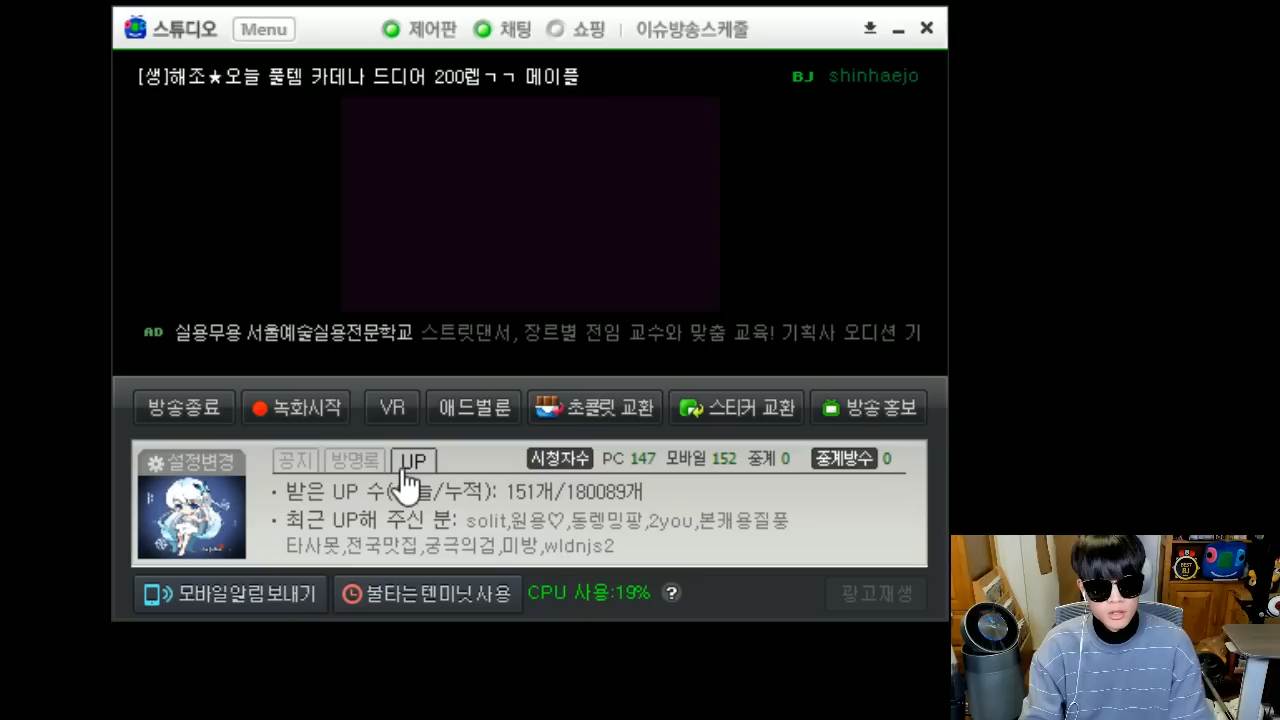 스튜디오 Menu 제어판 채팅 쇼핑 | 이슈방송스케줄
[생]해조★오늘 풀템 카데나 드디어 200렙ㄱㄱ 메이플 BJ shinhaejo
AD 실용무용 서울예술실용전문학교 스트릿댄서, 장르별 전임 교수와 맞춤 교육! 기획사 오디션 기
방송종료 녹화시작 VR 애드벌룬 초콜릿 교환 스티커 교환 방송 홍보
설정변경 공지 방명록 UP 시청자수 PC 147 모바일 152 중계 0 중계방수 0
· 받은 UP 수(늘/누적): 151개/180089개
· 최근 UP해 주신 분: solit,원용♡,동렝밍팡,2you,본캐용질풍
타사못,전국맛집,궁극의검,미방,wldnjs2
모바일알림보내기 불타는텐미닛사용 CPU 사용:19% ? 광고재생
BEST
BJ